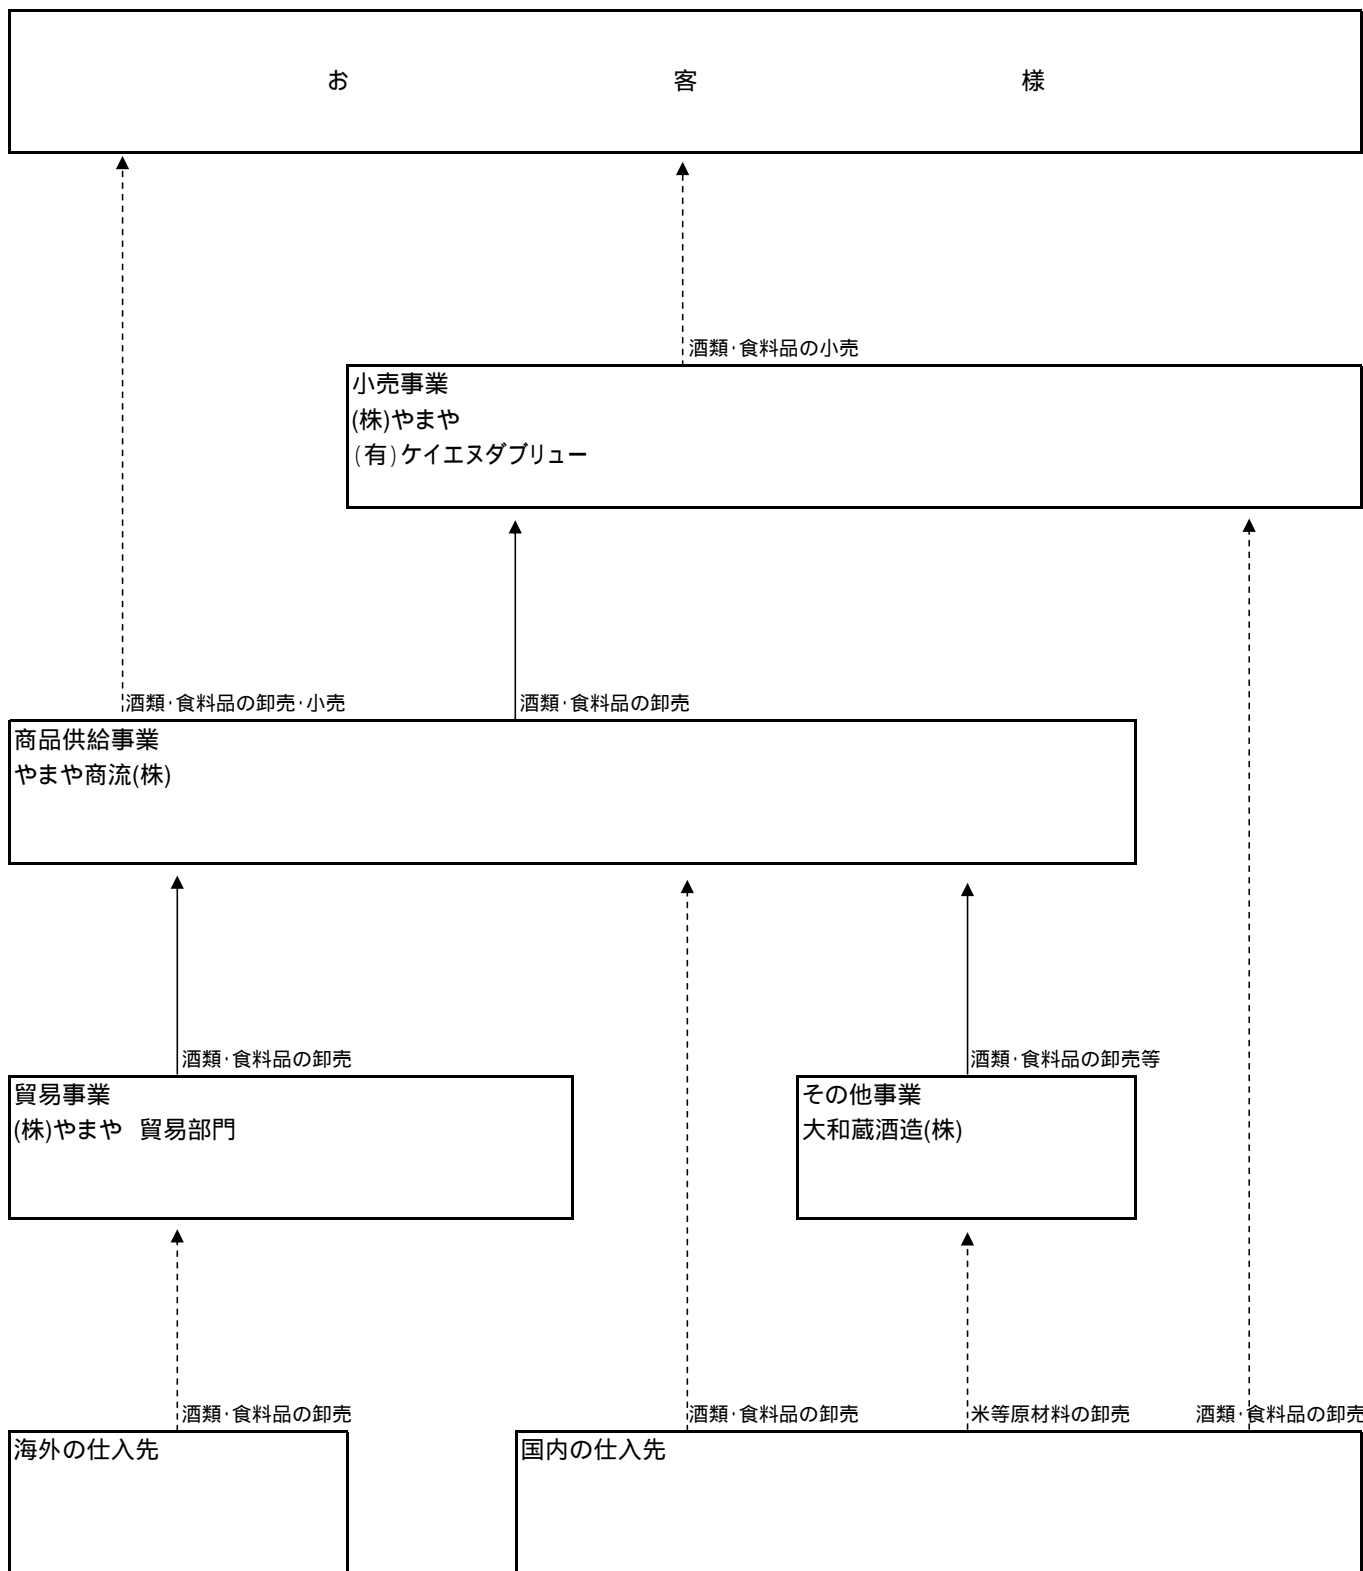 お客様
酒類・食料品の小売
小売事業
(株)やまや
(有)ケイエヌダブリュー
酒類・食料品の卸売・小売
酒類・食料品の卸売
商品供給事業
やまや商流(株)
酒類・食料品の卸売
酒類・食料品の卸売等
貿易事業
(株)やまや　貿易部門
その他事業
大和蔵酒造(株)
酒類・食料品の卸売
酒類・食料品の卸売
米等原材料の卸売
酒類・食料品の卸売
海外の仕入先
国内の仕入先